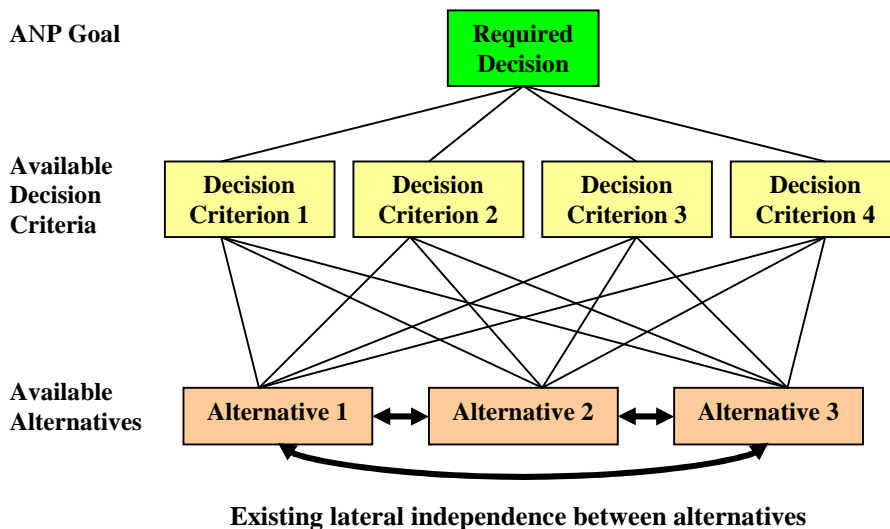 ANP Goal
Required
Decision
Available
Decision
Criteria
Decision
Criterion 1
Decision
Criterion 2
Decision
Criterion 3
Decision
Criterion 4
Available
Alternatives
Alternative 1
Alternative 2
Alternative 3
Existing lateral independence between alternatives